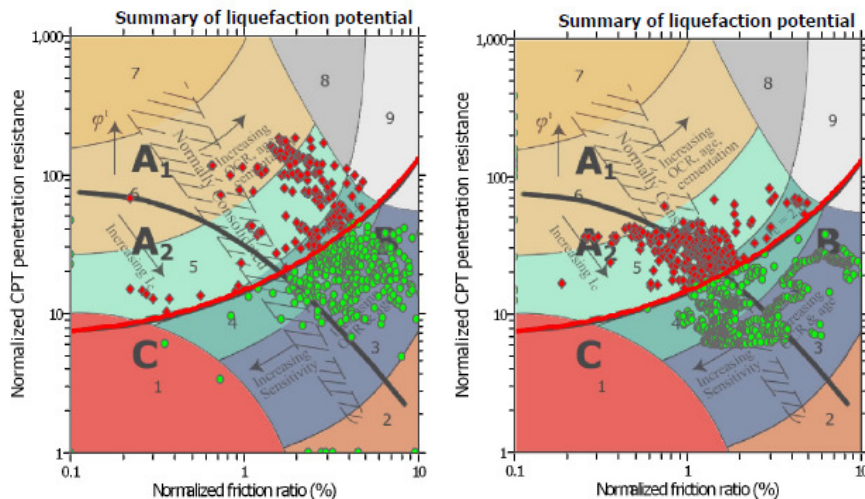 Summary of liquefaction potential
Normalized CPT penetration resistance
1,000
100
10
1
0.1
1
10
Normalized friction ratio (%)
7
8
9
φ'
A1
6
A2
5
B
4
C
3
1
2
Normally Consolidated
Increasing
OCR, age,
cementation
Increasing Ic
Increasing
Sensitivity
Summary of liquefaction potential
Normalized CPT penetration resistance
1,000
100
10
1
0.1
1
10
Normalized friction ratio (%)
7
8
9
φ'
A1
6
A2
5
B
4
C
3
1
2
Normally
Increasing
OCR, age,
cementation
Increasing Ic
Increasing
OCR & age
Increasing
Sensitivity